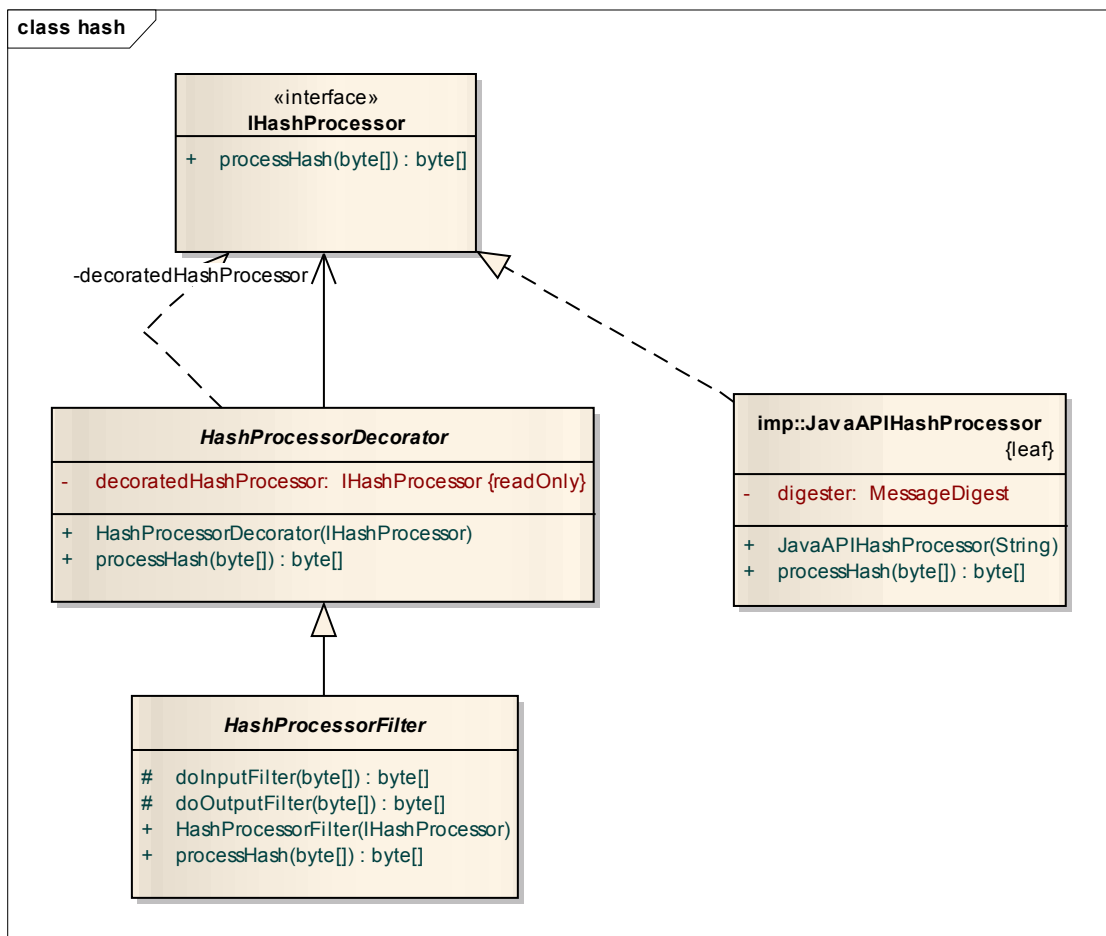 class hash
«interface»
IHashProcessor
+ processHash(byte[]) : byte[]
-decoratedHashProcessor
HashProcessorDecorator
- decoratedHashProcessor: IHashProcessor {readOnly}
+ HashProcessorDecorator(IHashProcessor)
+ processHash(byte[]) : byte[]
imp::JavaAPIHashProcessor
{leaf}
- digester: MessageDigest
+ JavaAPIHashProcessor(String)
+ processHash(byte[]) : byte[]
HashProcessorFilter
# doInputFilter(byte[]) : byte[]
# doOutputFilter(byte[]) : byte[]
+ HashProcessorFilter(IHashProcessor)
+ processHash(byte[]) : byte[]